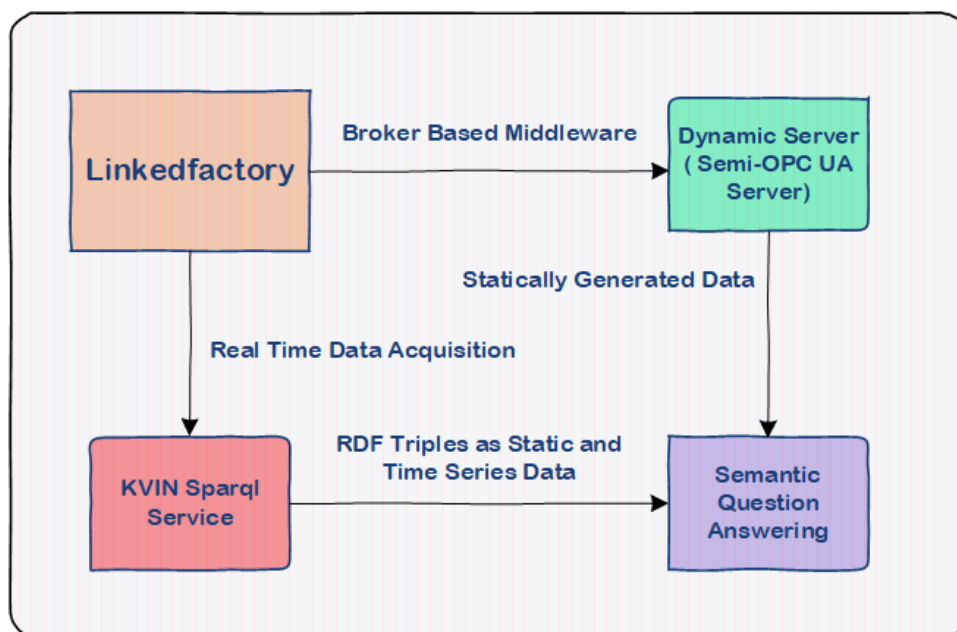 Linkedfactory
Broker Based Middleware
Dynamic Server
( Semi-OPC UA
Server)
Statically Generated Data
Real Time Data Acquisition
KVIN Sparql
Service
RDF Triples as Static and
Time Series Data
Semantic
Question
Answering